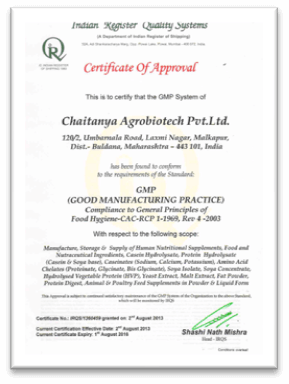 Indian Register Quality Systems
(A Department of Indian Register of Shipping)
IR
Certificate Of Approval
This is to certify that the GMP System of
Chaitanya Agrobiotech Pvt.Ltd.
120/2, Umbarnala Road, Laxmi Nagar, Malkapur,
Dist.- Buldana, Maharashtra - 443 101, India
has been found to conform
to the requirements of the Standard:
GMP
(GOOD MANUFACTURING PRACTICE)
Compliance to General Principles of
Food Hygiene-CAC-RCP 1-1969, Rev 4 -2003
With respect to the following scope:
Manufacture, Storage & Supply of Human Nutritional Supplements, Food and
Nutraceutical Ingredients, Casein Hydrolysate, Protein Hydrolysate
(Casein & Soya base), Caseinates (Sodium, Calcium, Potassium), Amino Acid
Chelates (Proteinate, Glycinate, Bis Glycinate), Soya Isolate, Soya Concentrate,
Hydrolysed Vegetable Protein (HVP), Yeast Extract, Malt Extract, Fat Powder,
Protein Digest, Animal & Poultry Feed Supplements in Powder & Liquid Form
This Approval is subject to continued satisfactory maintenance of the GMP System of the Organization to the above Standard,
which will be monitored by IRQS
Certificate No.: IRQS/1390459 granted on 2nd August 2013
Current Certification Effective Date: 2nd August 2013
Current Certificate Expiry: 1st August 2016
Shashi Nath Mishra
Head - IRQS